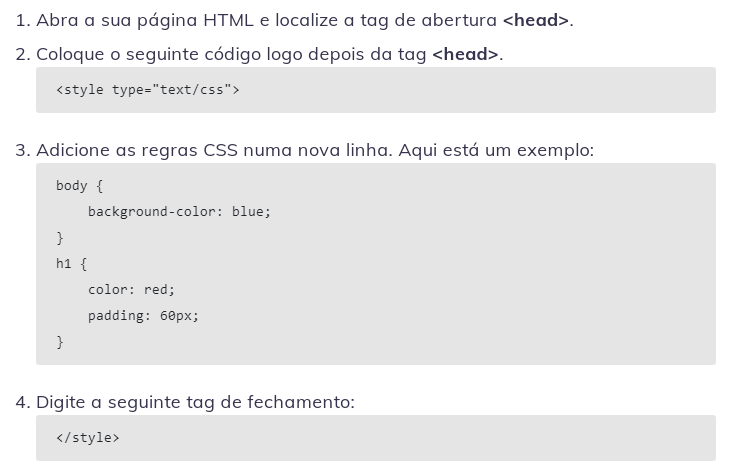 1. Abra a sua página HTML e localize a tag de abertura <head>.
2. Coloque o seguinte código logo depois da tag <head>.
<style type="text/css">
3. Adicione as regras CSS numa nova linha. Aqui está um exemplo:
body {
    background-color: blue;
}
h1 {
    color: red;
    padding: 60px;
}
4. Digite a seguinte tag de fechamento:
</style>